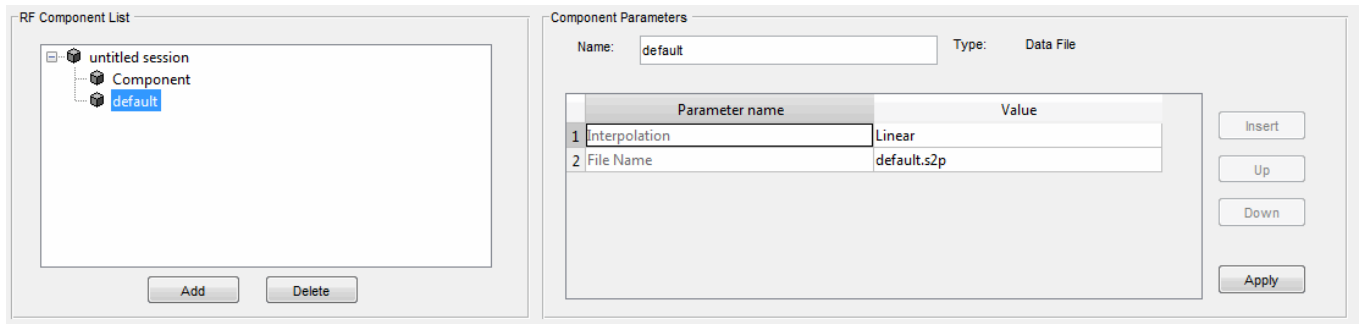 RF Component List
untitled session
Component
default
Add Delete
Component Parameters
Name: default Type: Data File
Parameter name Value
1 Interpolation Linear
2 File Name default.s2p
Insert
Up
Down
Apply